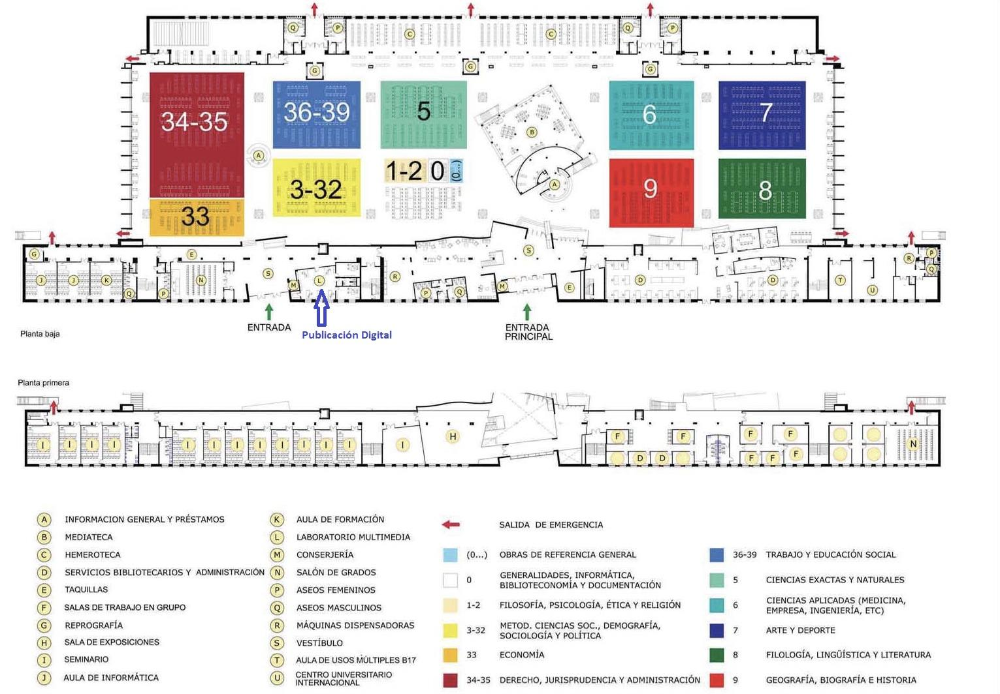 Q
P
C
C
Q
P
G
G
G
34-35
36-39
5
6
7
B
A
1-2
0
(0...)
3-32
A
9
8
33
G
E
S
R
P
J
J
K
N
M
L
R
S
M
E
D
D
T
U
Q
Q
P
P
Q
ENTRADA
Publicación Digital
ENTRADA
PRINCIPAL
Planta baja
Planta primera
I
I
I
I
I
I
I
I
I
I
I
I
I
H
F
F
D
D
F
F
F
F
F
N
A INFORMACION GENERAL Y PRÉSTAMOS
B MEDIATECA
C HEMEROTECA
D SERVICIOS BIBLIOTECARIOS Y ADMINISTRACIÓN
E TAQUILLAS
F SALAS DE TRABAJO EN GRUPO
G REPROGRAFÍA
H SALA DE EXPOSICIONES
I SEMINARIO
J AULA DE INFORMÁTICA
K AULA DE FORMACIÓN
L LABORATORIO MULTIMEDIA
M CONSERJERÍA
N SALÓN DE GRADOS
P ASEOS FEMENINOS
Q ASEOS MASCULINOS
R MÁQUINAS DISPENSADORAS
S VESTÍBULO
T AULA DE USOS MÚLTIPLES B17
U CENTRO UNIVERSITARIO
INTERNACIONAL
SALIDA DE EMERGENCIA
(0...) OBRAS DE REFERENCIA GENERAL
0 GENERALIDADES, INFORMÁTICA,
BIBLIOTECONOMÍA Y DOCUMENTACIÓN
1-2 FILOSOFÍA, PSICOLOGÍA, ÉTICA Y RELIGIÓN
3-32 METOD. CIENCIAS SOC., DEMOGRAFÍA,
SOCIOLOGÍA Y POLÍTICA
33 ECONOMÍA
34-35 DERECHO, JURISPRUDENCIA Y ADMINISTRACIÓN
36-39 TRABAJO Y EDUCACIÓN SOCIAL
5 CIENCIAS EXACTAS Y NATURALES
6 CIENCIAS APLICADAS (MEDICINA,
EMPRESA, INGENIERÍA, ETC)
7 ARTE Y DEPORTE
8 FILOLOGÍA, LINGÜÍSTICA Y LITERATURA
9 GEOGRAFÍA, BIOGRAFÍA E HISTORIA